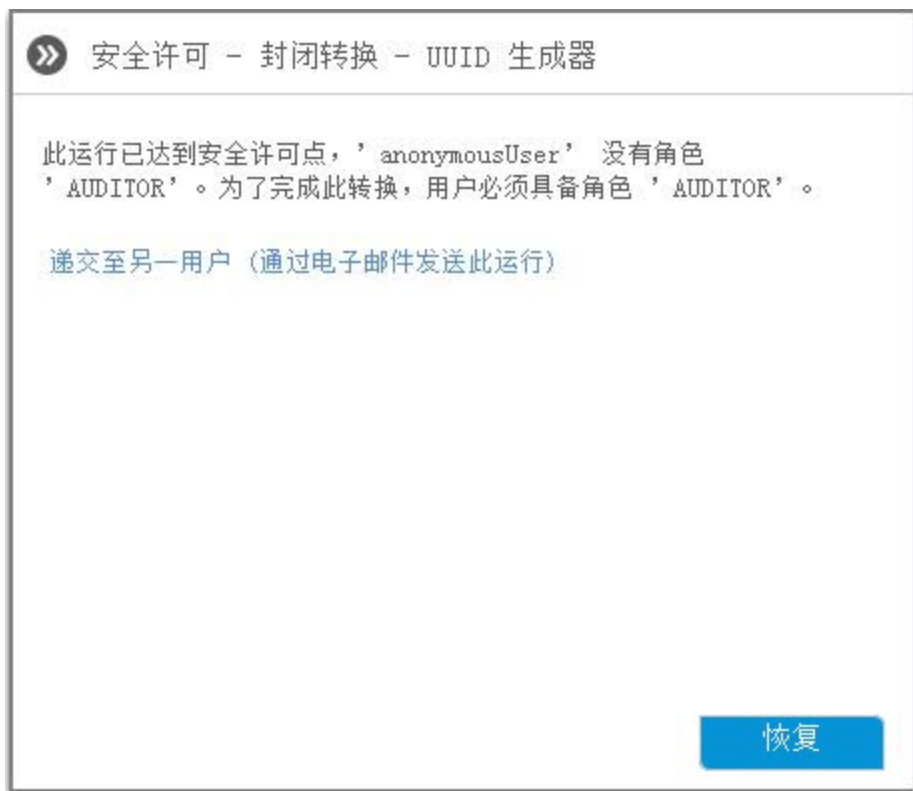 安全许可 - 封闭转换 - UUID 生成器
此运行已达到安全许可点，'anonymousUser' 没有角色
'AUDITOR'。为了完成此转换，用户必须具备角色 'AUDITOR'。
递交至另一用户 (通过电子邮件发送此运行)
恢复